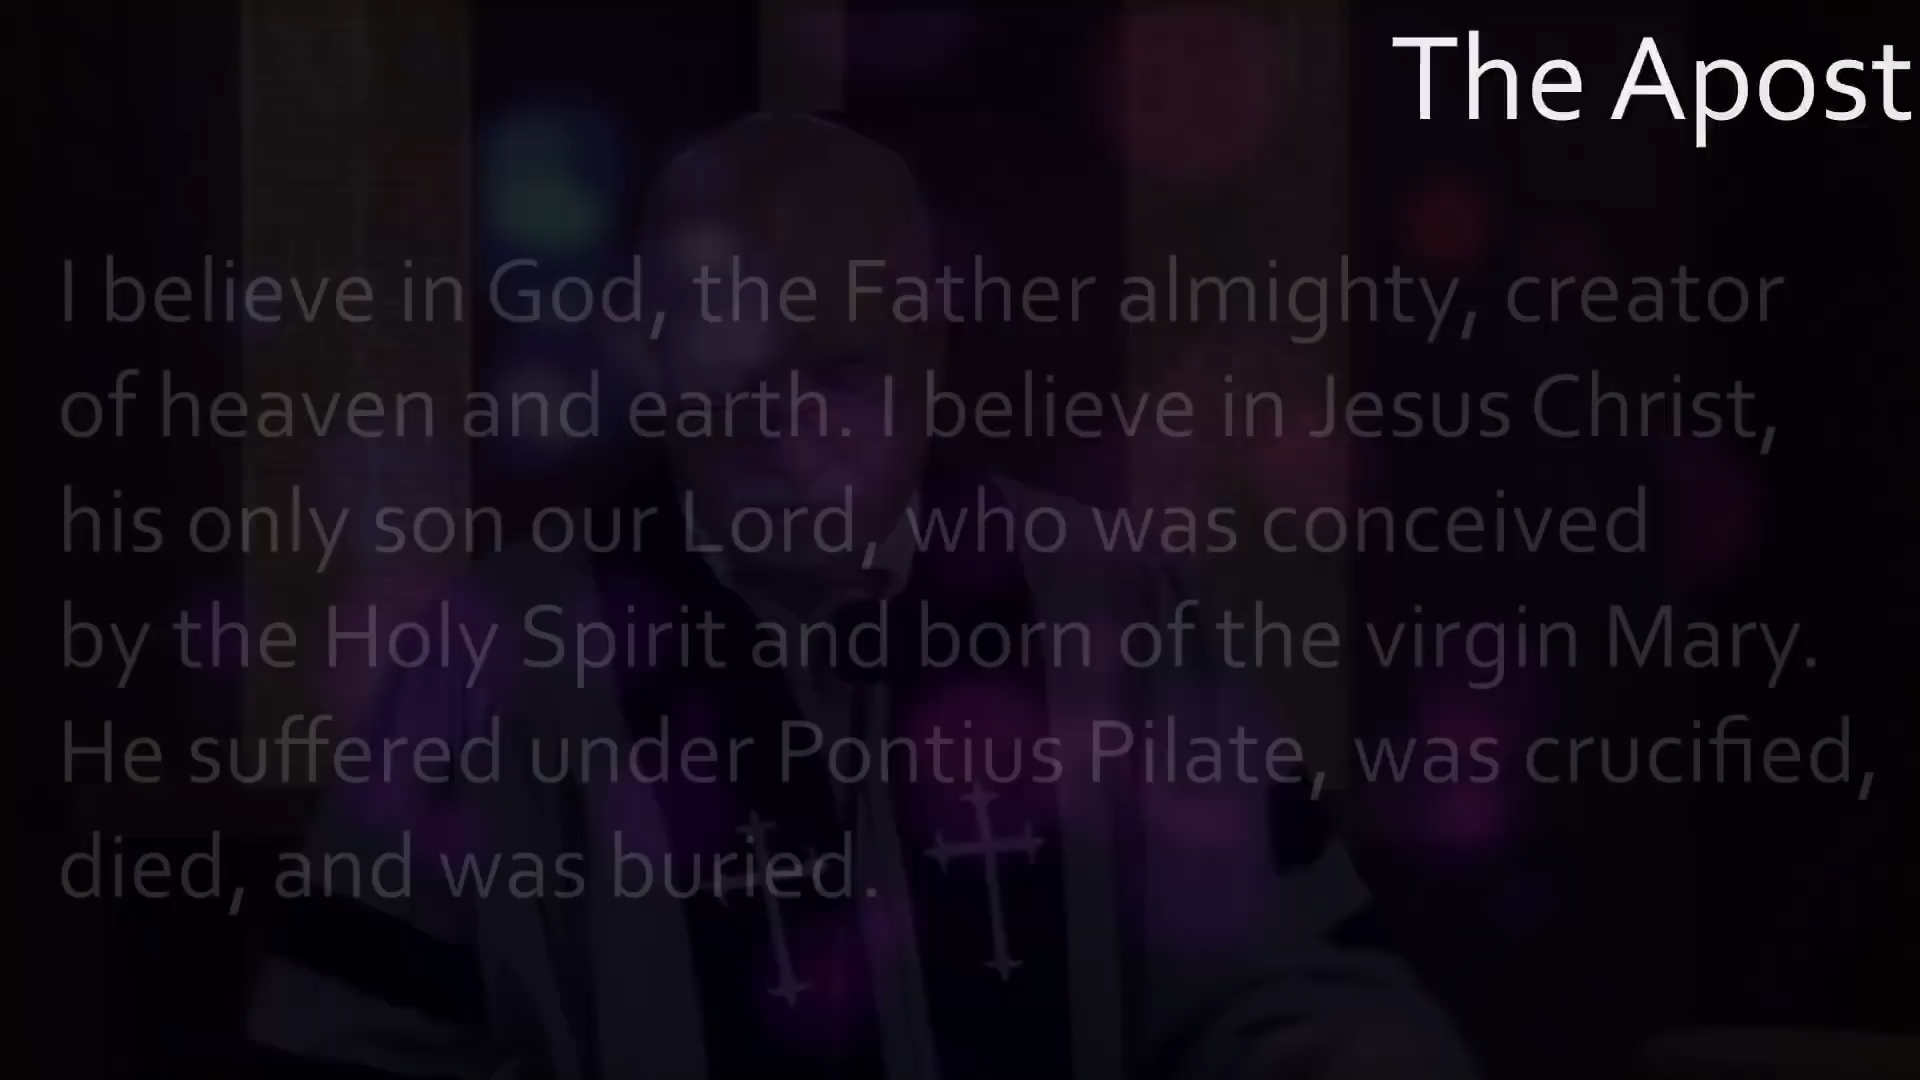 The Apost
I believe in God, the Father almighty, creator
of heaven and earth. I believe in Jesus Christ,
his only son our Lord, who was conceived
by the Holy Spirit and born of the virgin Mary.
He suffered under Pontius Pilate, was crucified,
died, and was buried.